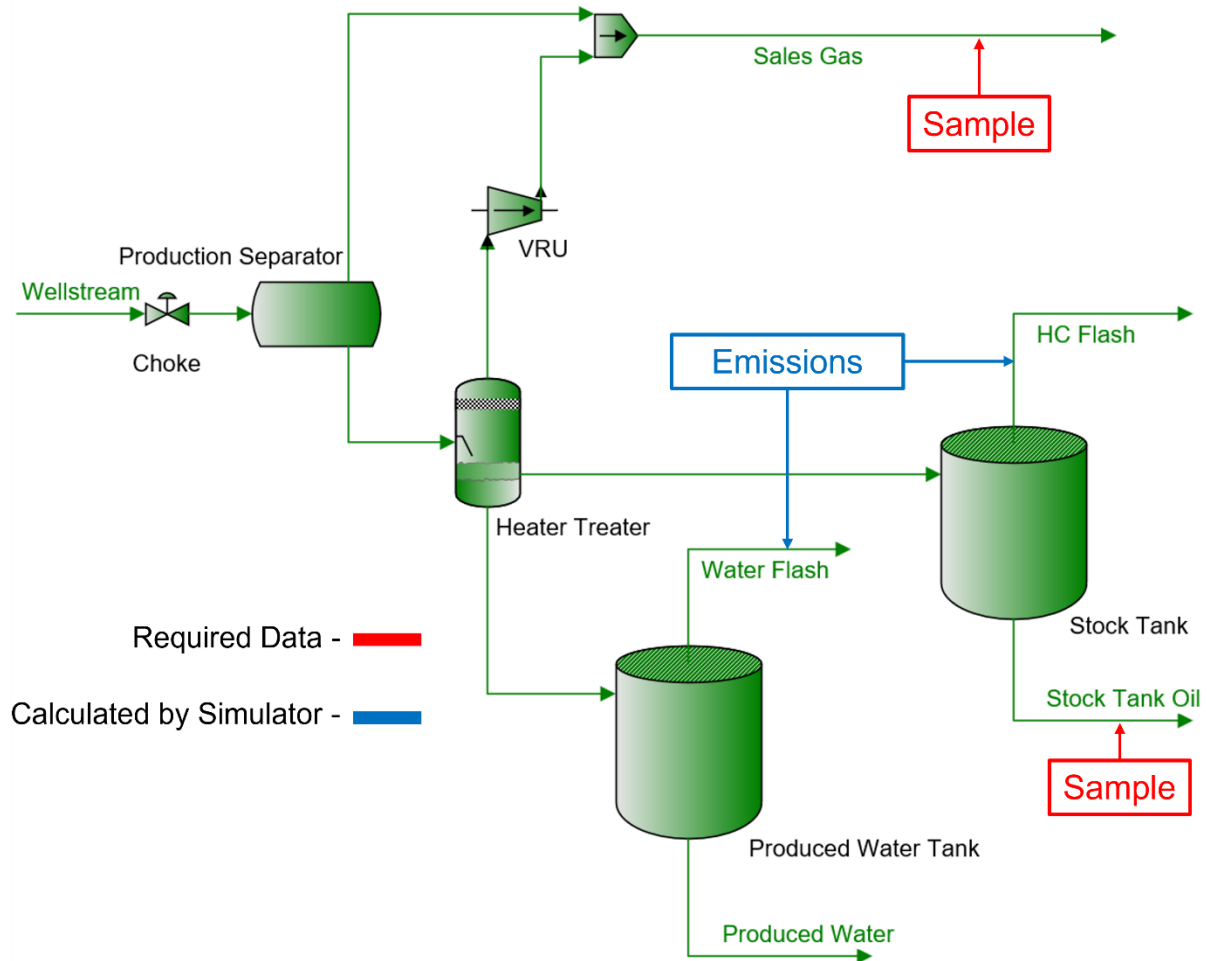 Sales Gas
Sample
VRU
Production Separator
Wellstream
Choke
HC Flash
Emissions
Heater Treater
Water Flash
Stock Tank
Required Data -
Calculated by Simulator -
Stock Tank Oil
Sample
Produced Water Tank
Produced Water